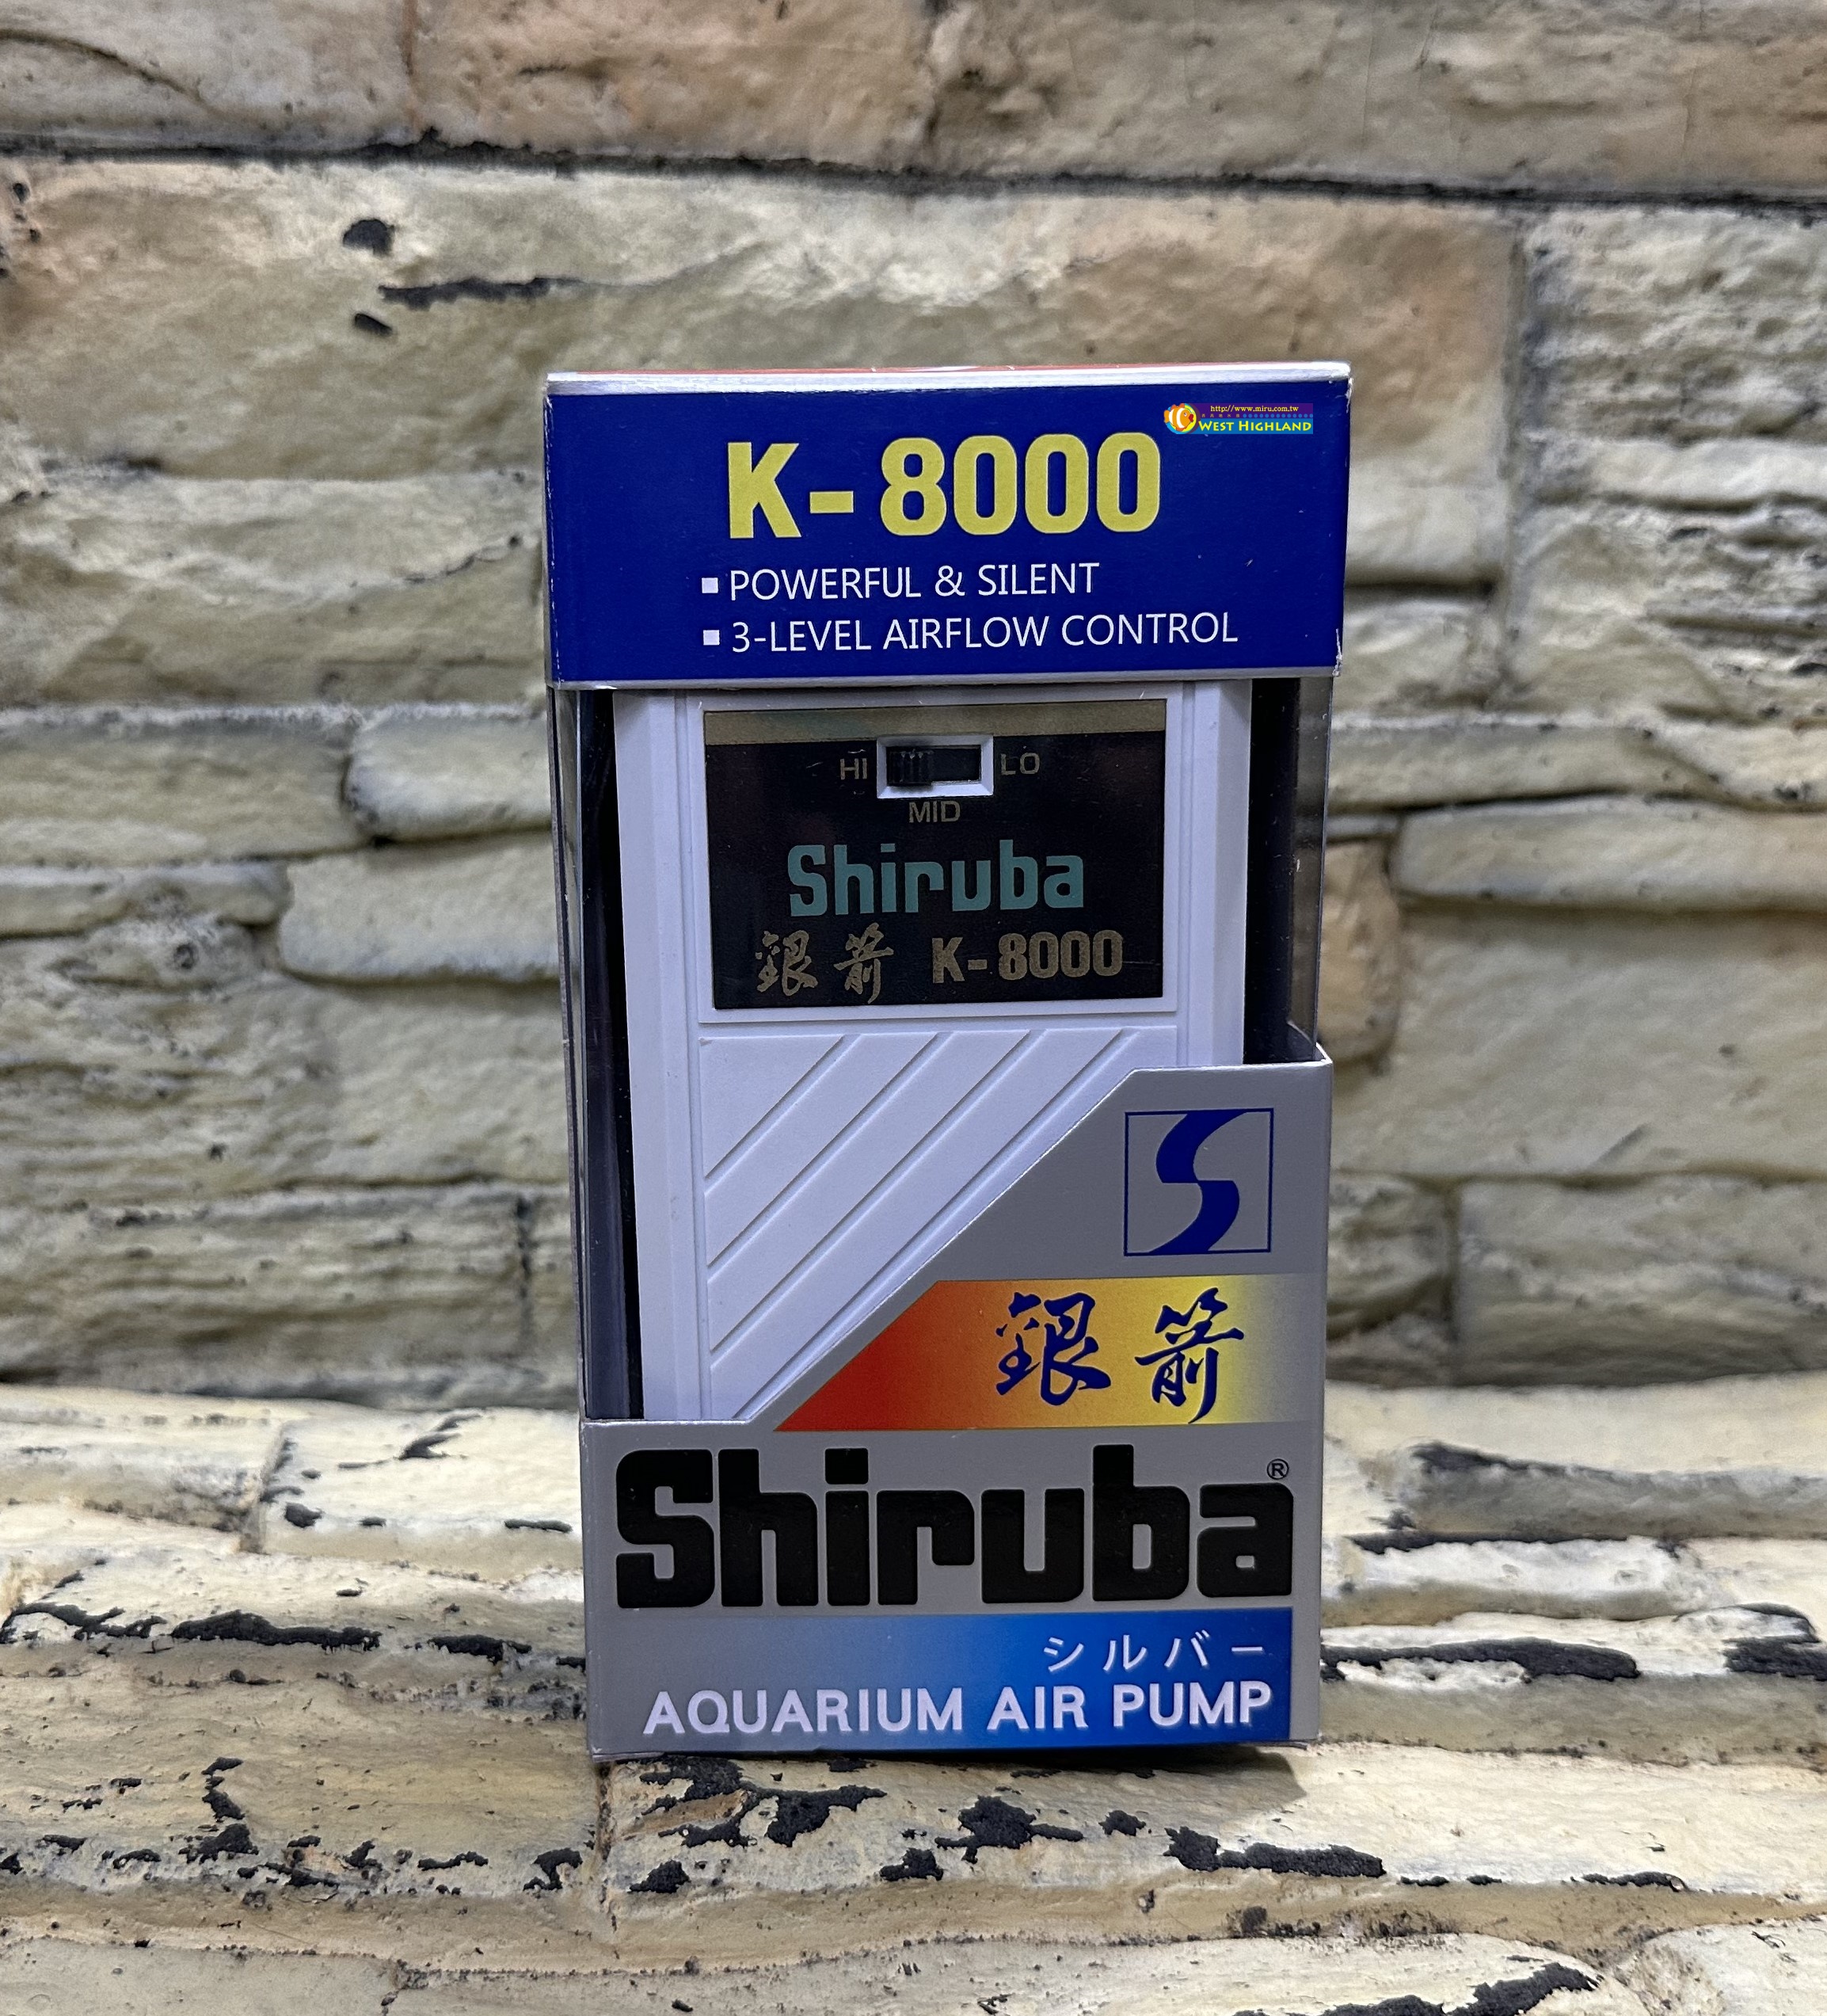 http://www.miru.com.tw
WEST HIGHLAND
K-8000
▪ POWERFUL & SILENT
▪ 3-LEVEL AIRFLOW CONTROL
HI LO
MID
Shiruba
銀箭 K-8000
S
銀箭
Shiruba®
シルバー
AQUARIUM AIR PUMP